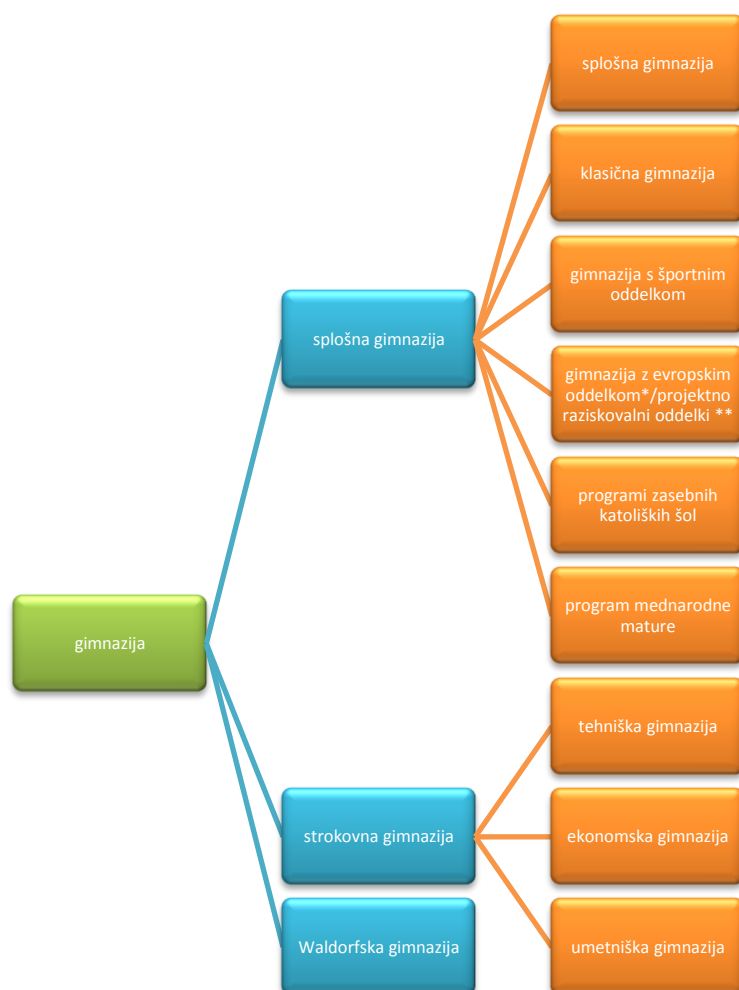 splošna gimnazija
klasična gimnazija
gimnazija s športnim
oddelkom
splošna gimnazija
gimnazija z evropskim
oddelkom*/projektno
raziskovalni oddelki **
programi zasebnih
katoliških šol
program mednarodne
mature
gimnazija
tehniška gimnazija
strokovna gimnazija
ekonomska gimnazija
Waldorfska gimnazija
umetniška gimnazija